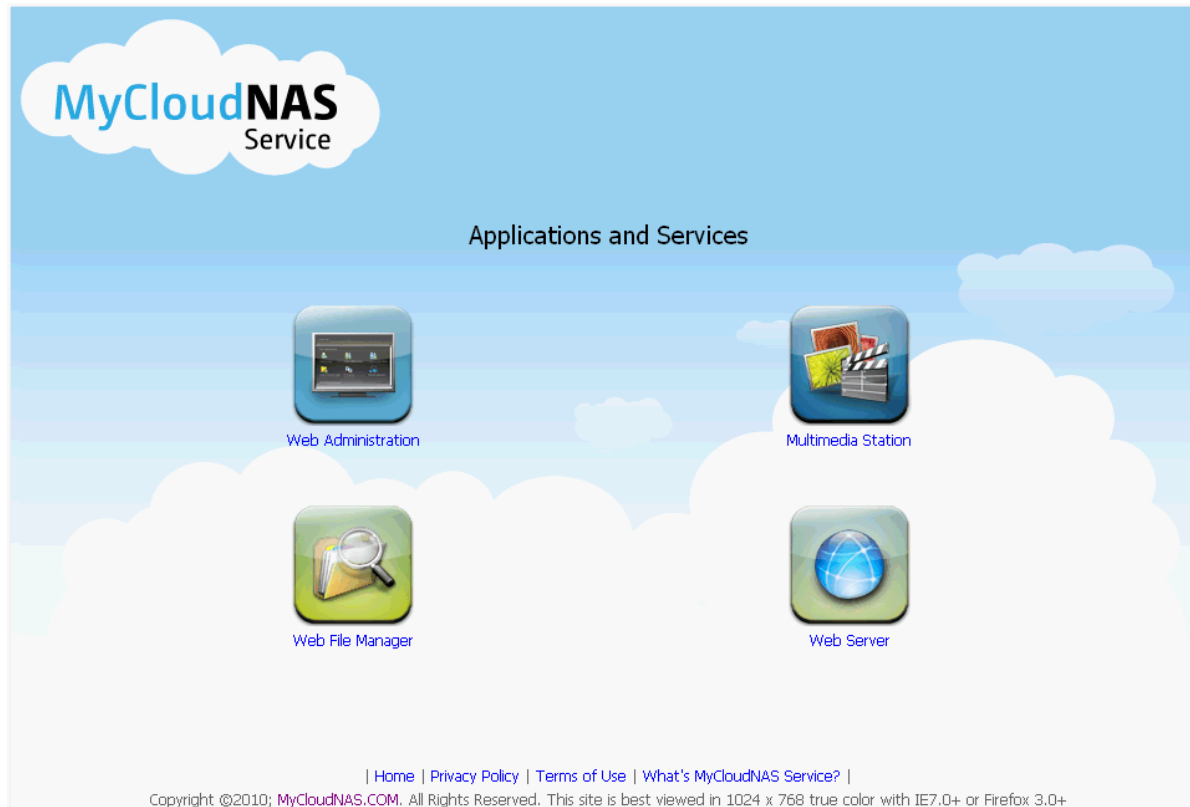 MyCloudNAS
Service
Applications and Services
Web Administration
Multimedia Station
Web File Manager
Web Server
| Home | Privacy Policy | Terms of Use | What's MyCloudNAS Service? |
Copyright ©2010; MyCloudNAS.COM. All Rights Reserved. This site is best viewed in 1024 x 768 true color with IE7.0+ or Firefox 3.0+